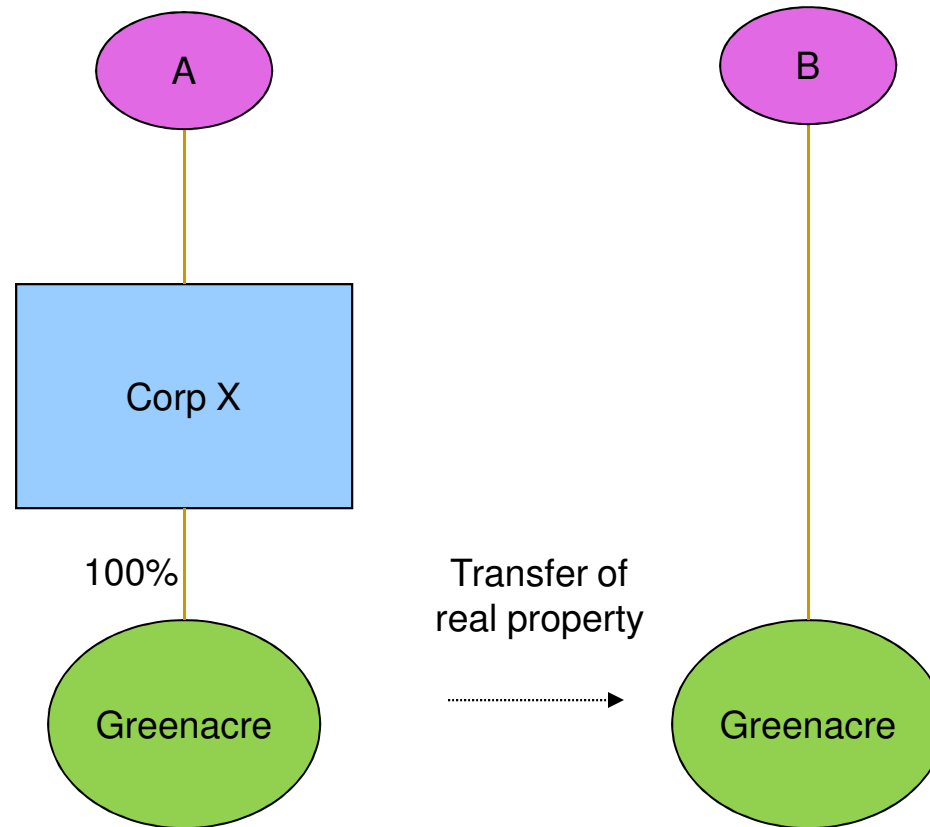 A
B
Corp X
100%
Transfer of
real property
Greenacre
Greenacre